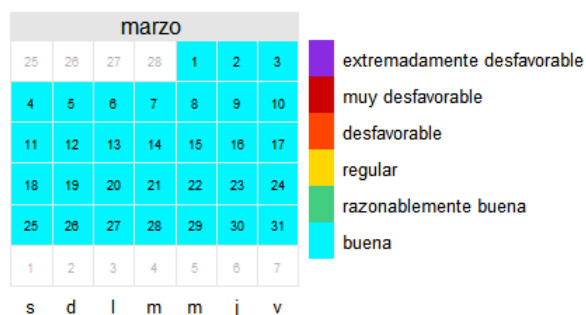 marzo
25 26 27 28 1 2 3
4 5 6 7 8 9 10
11 12 13 14 15 16 17
18 19 20 21 22 23 24
25 26 27 28 29 30 31
1 2 3 4 5 6 7
s d l m m j v
extremadamente desfavorable
muy desfavorable
desfavorable
regular
razonablemente buena
buena